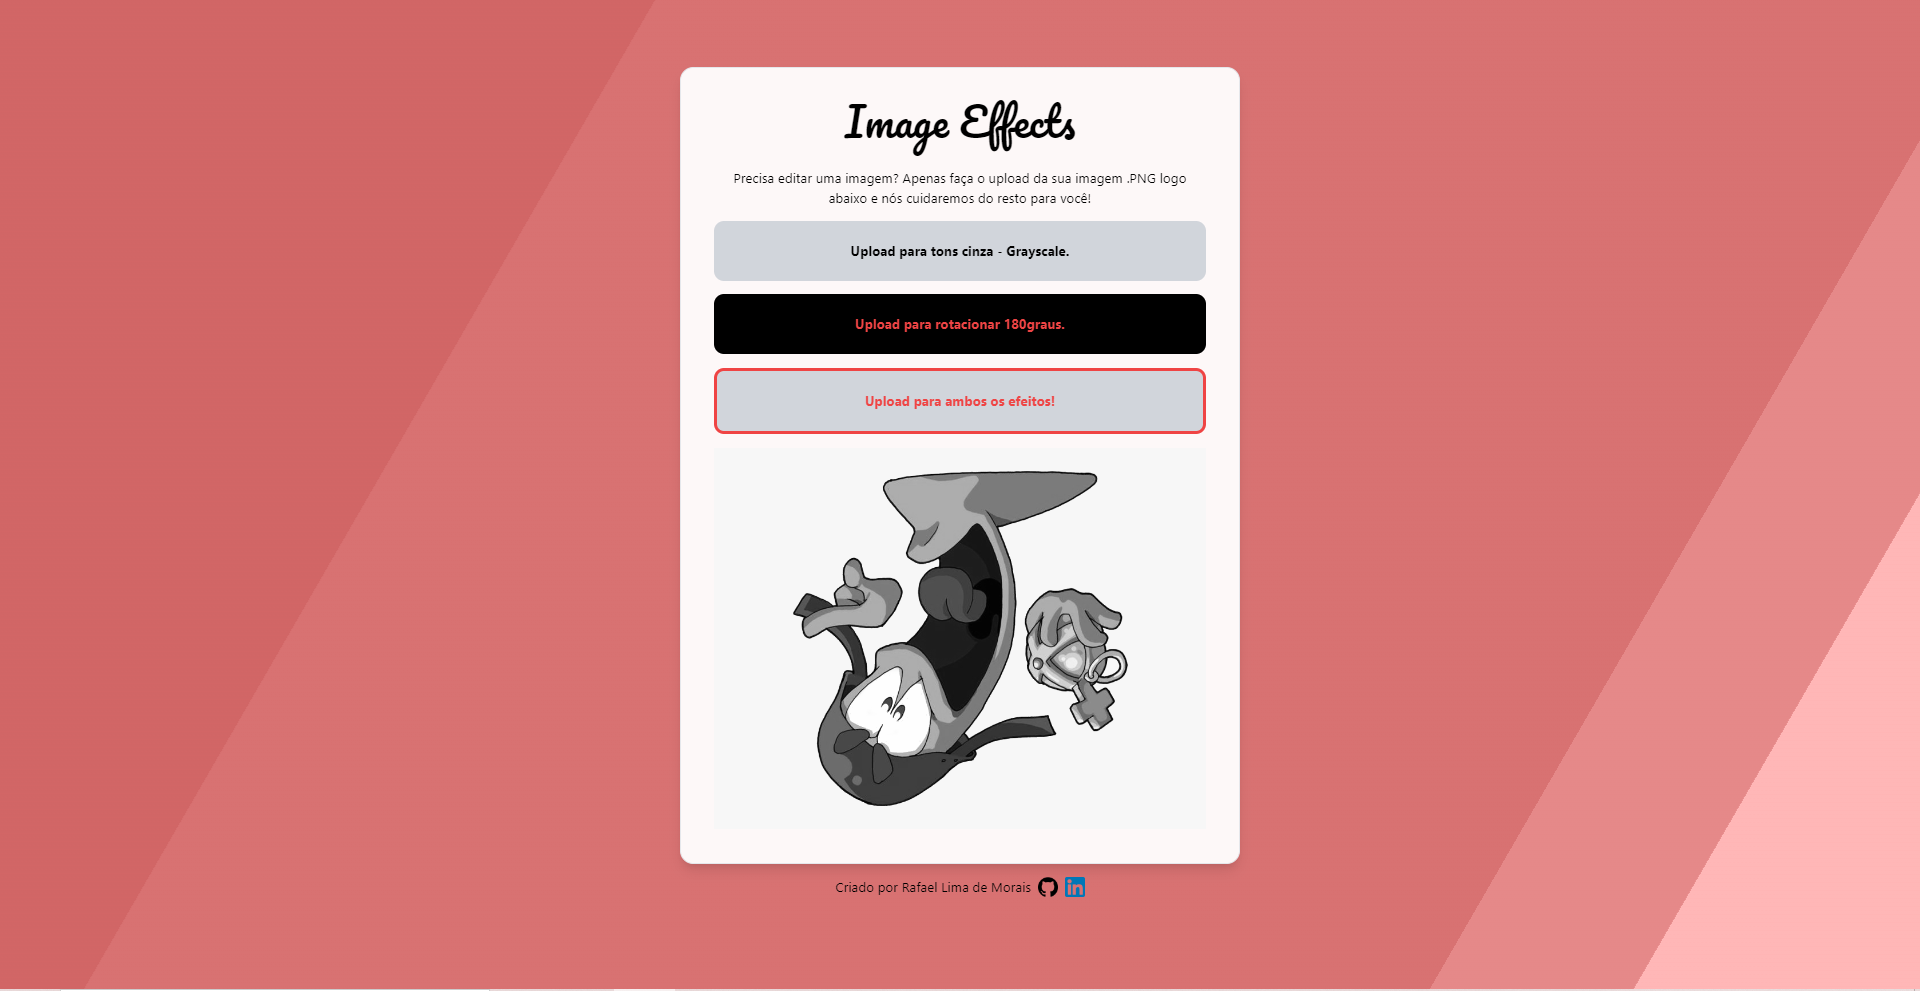 Image Effects
Precisa editar uma imagem? Apenas faça o upload da sua imagem .PNG logo
abaixo e nós cuidaremos do resto para você!
Upload para tons cinza - Grayscale.
Upload para rotacionar 180graus.
Upload para ambos os efeitos!
Criado por Rafael Lima de Morais